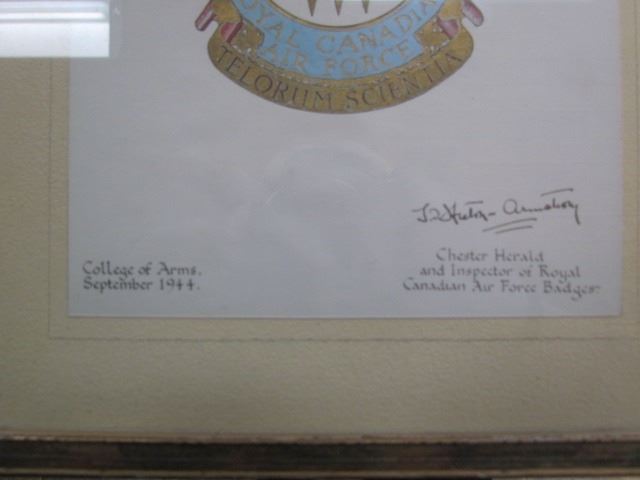 ROYAL CANADIAN
AIR FORCE
TELORUM SCIENTIA
Armstrong
Chester Herald
and Inspector of Royal
Canadian Air Force Badges.
College of Arms.
September 1944.